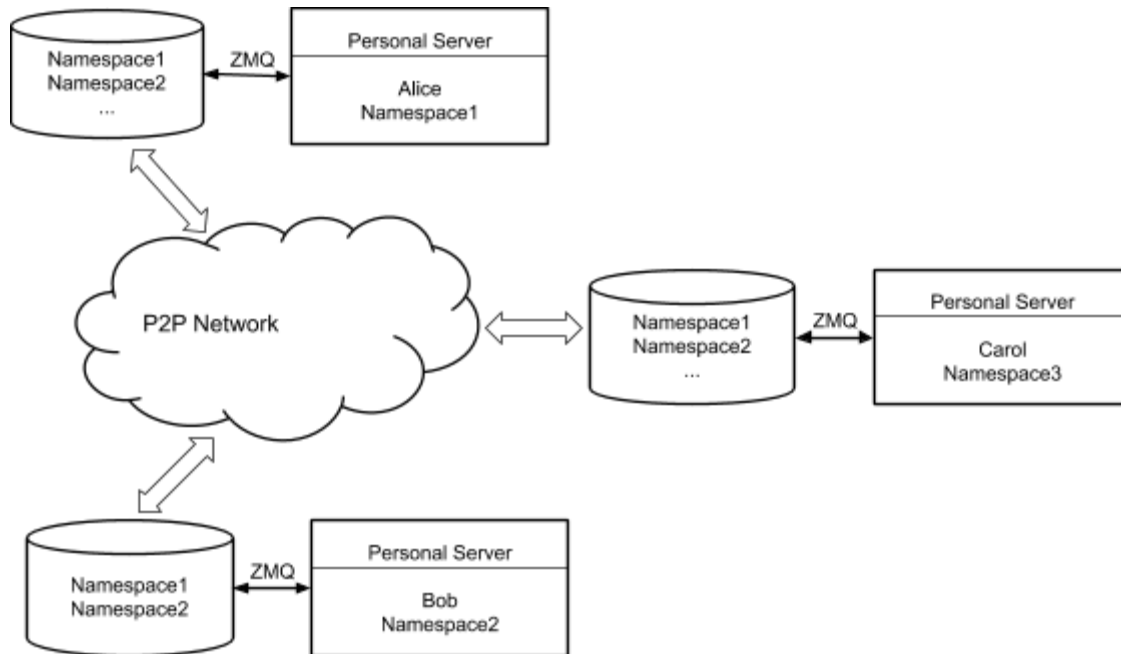 Namespace1
Namespace2
...
ZMQ
Personal Server
Alice
Namespace1
P2P Network
Namespace1
Namespace2
...
ZMQ
Personal Server
Carol
Namespace3
Namespace1
Namespace2
ZMQ
Personal Server
Bob
Namespace2